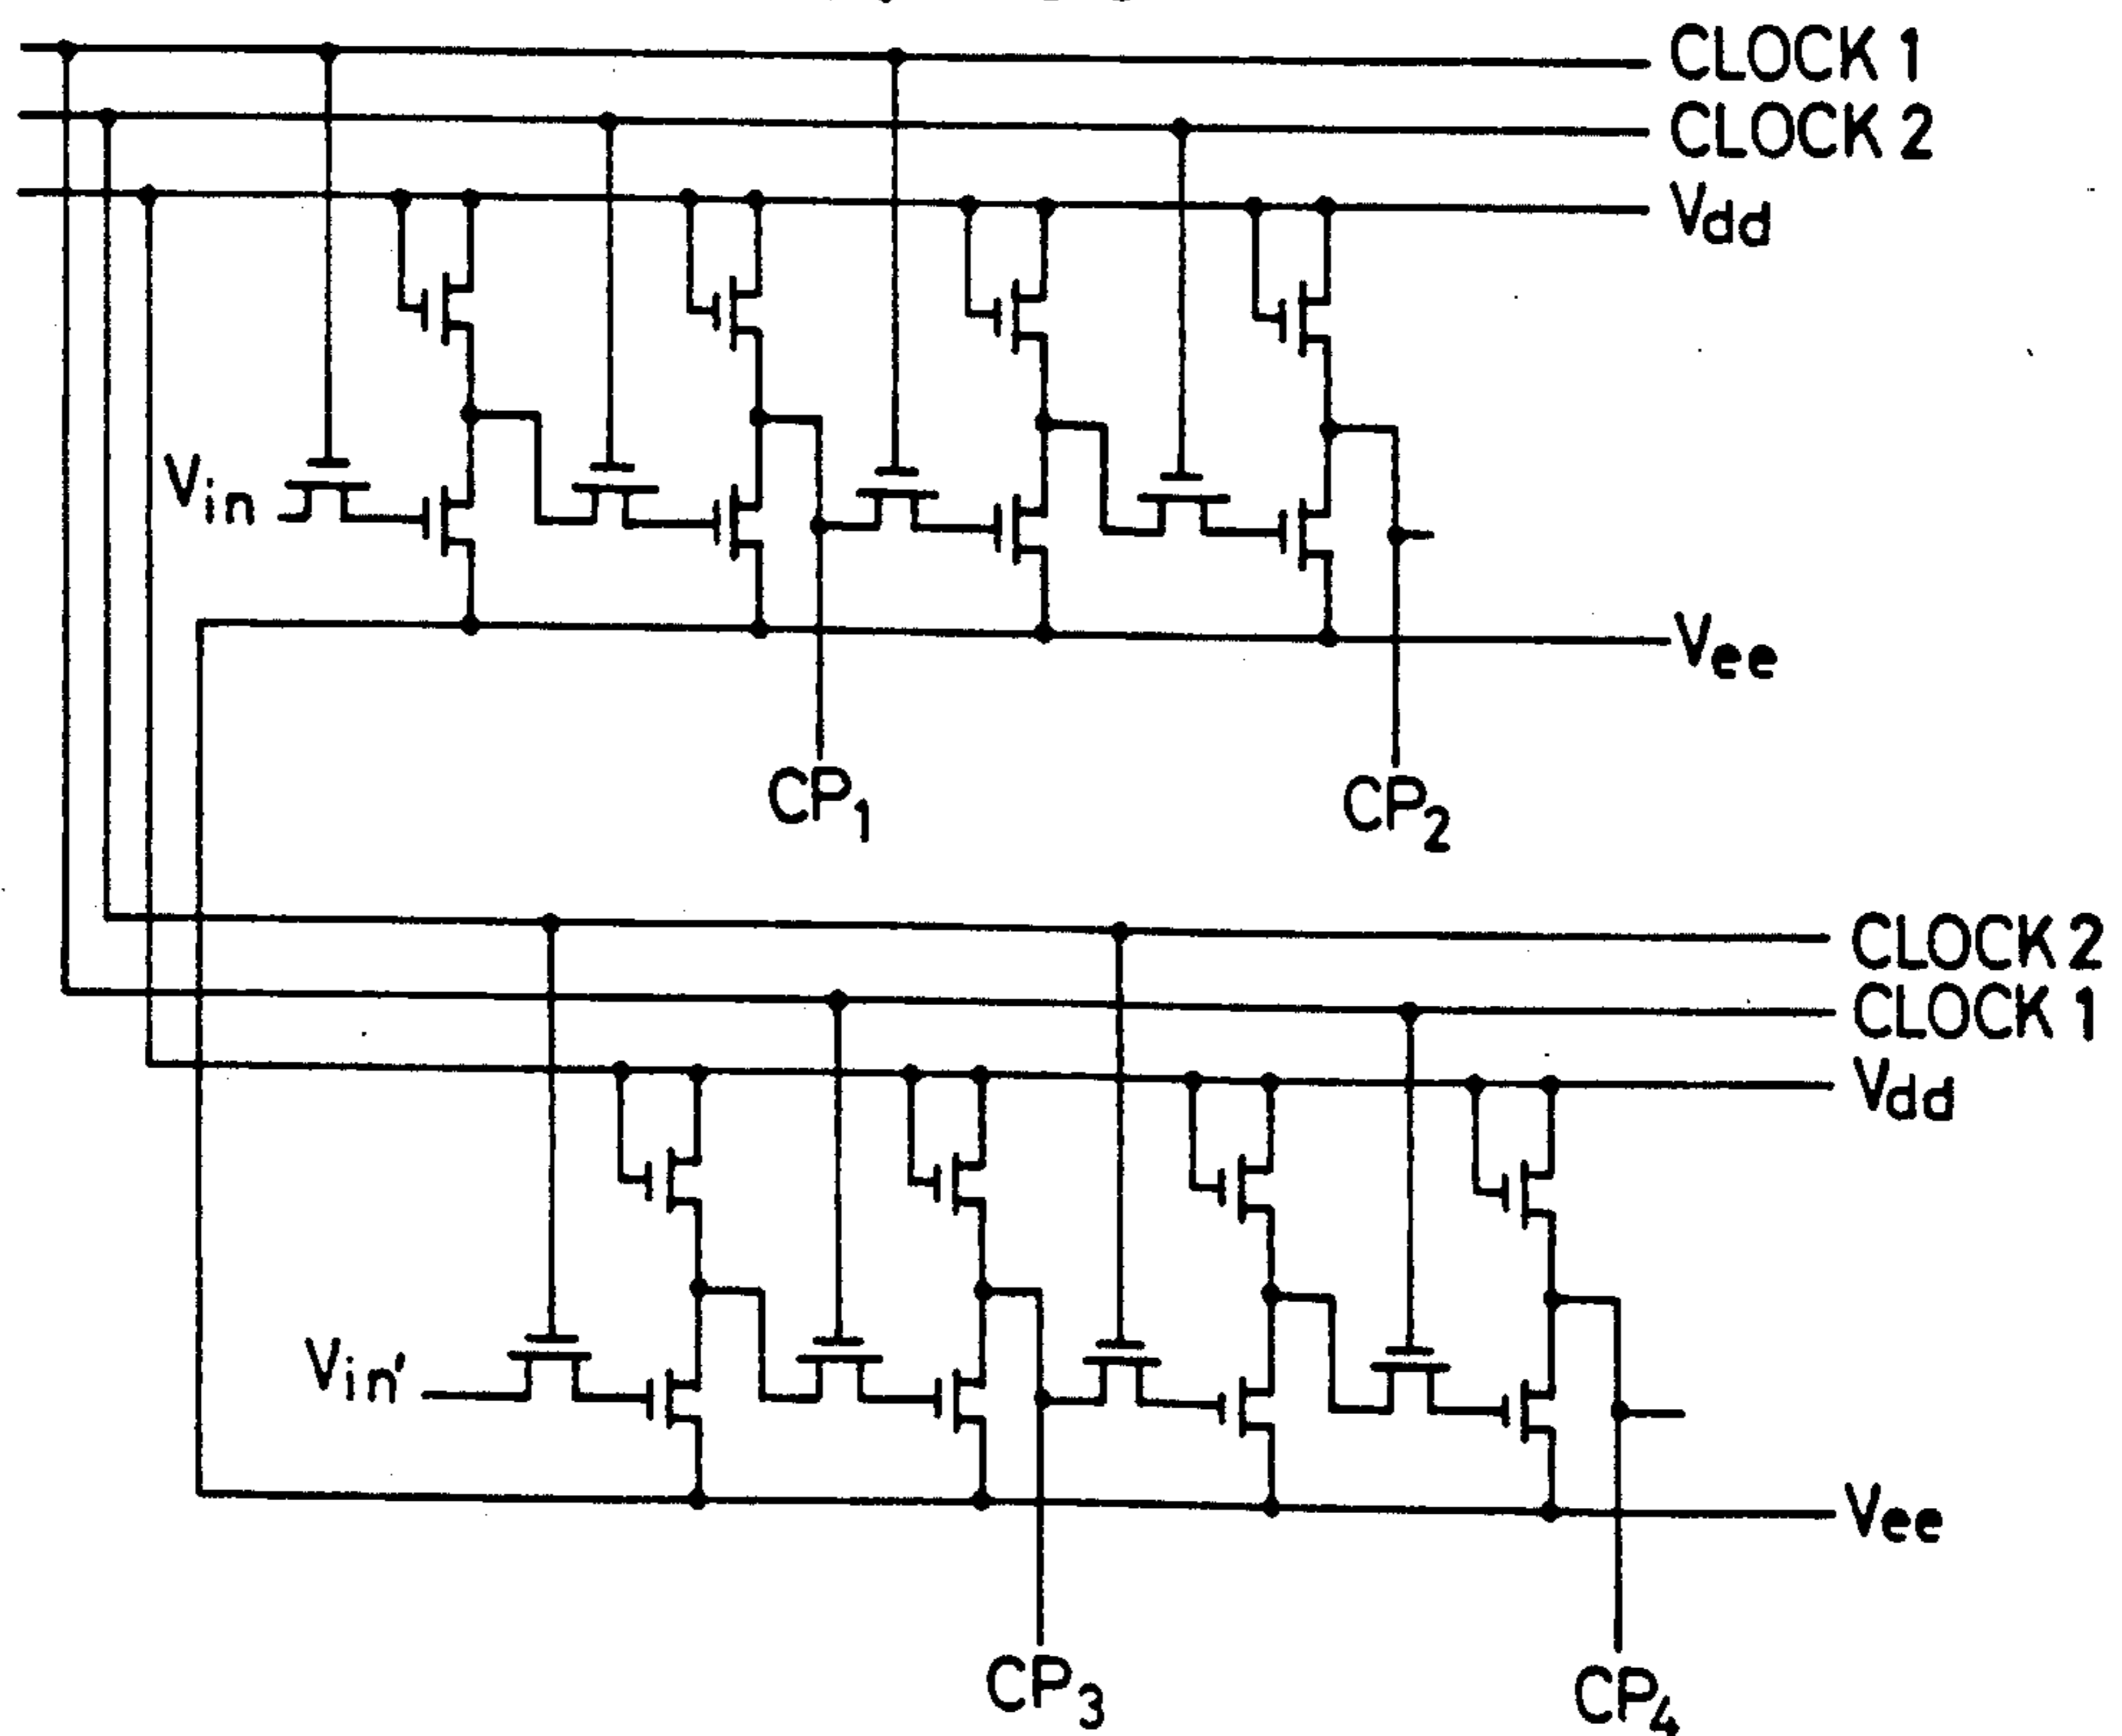 CLOCK 1
CLOCK 2
Vdd
Vin
Vee
CP1
CP2
CLOCK 2
CLOCK 1
Vdd
Vin'
Vee
CP3
CP4